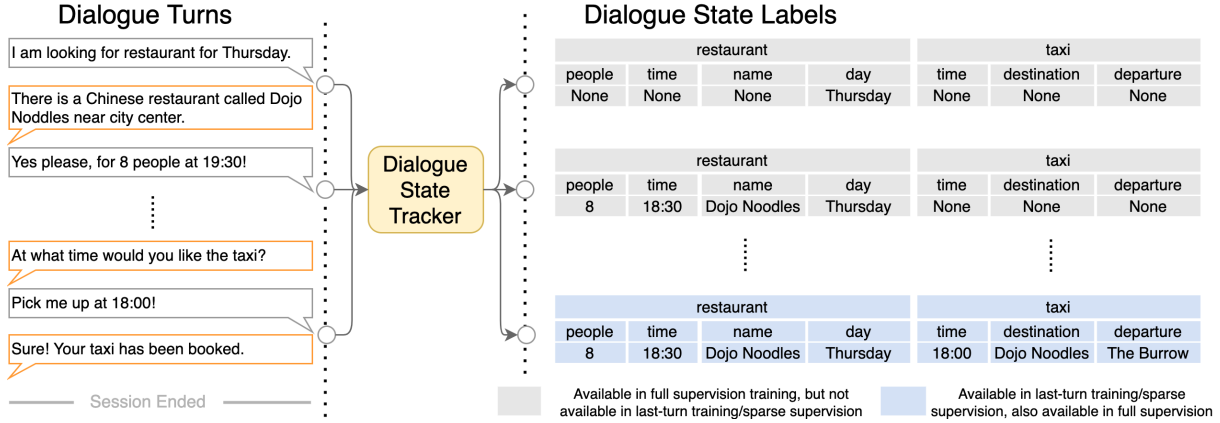 Dialogue Turns
I am looking for restaurant for Thursday.
There is a Chinese restaurant called Dojo
Noddles near city center.
Yes please, for 8 people at 19:30!
At what time would you like the taxi?
Pick me up at 18:00!
Sure! Your taxi has been booked.
Session Ended
Dialogue
State
Tracker
Dialogue State Labels
restaurant taxi
people time name day time destination departure
None None None Thursday None None None
restaurant taxi
people time name day time destination departure
8 18:30 Dojo Noodles Thursday None None None
restaurant taxi
people time name day time destination departure
8 18:30 Dojo Noodles Thursday 18:00 Dojo Noodles The Burrow
Available in full supervision training, but not
available in last-turn training/sparse supervision
Available in last-turn training/sparse
supervision, also available in full supervision